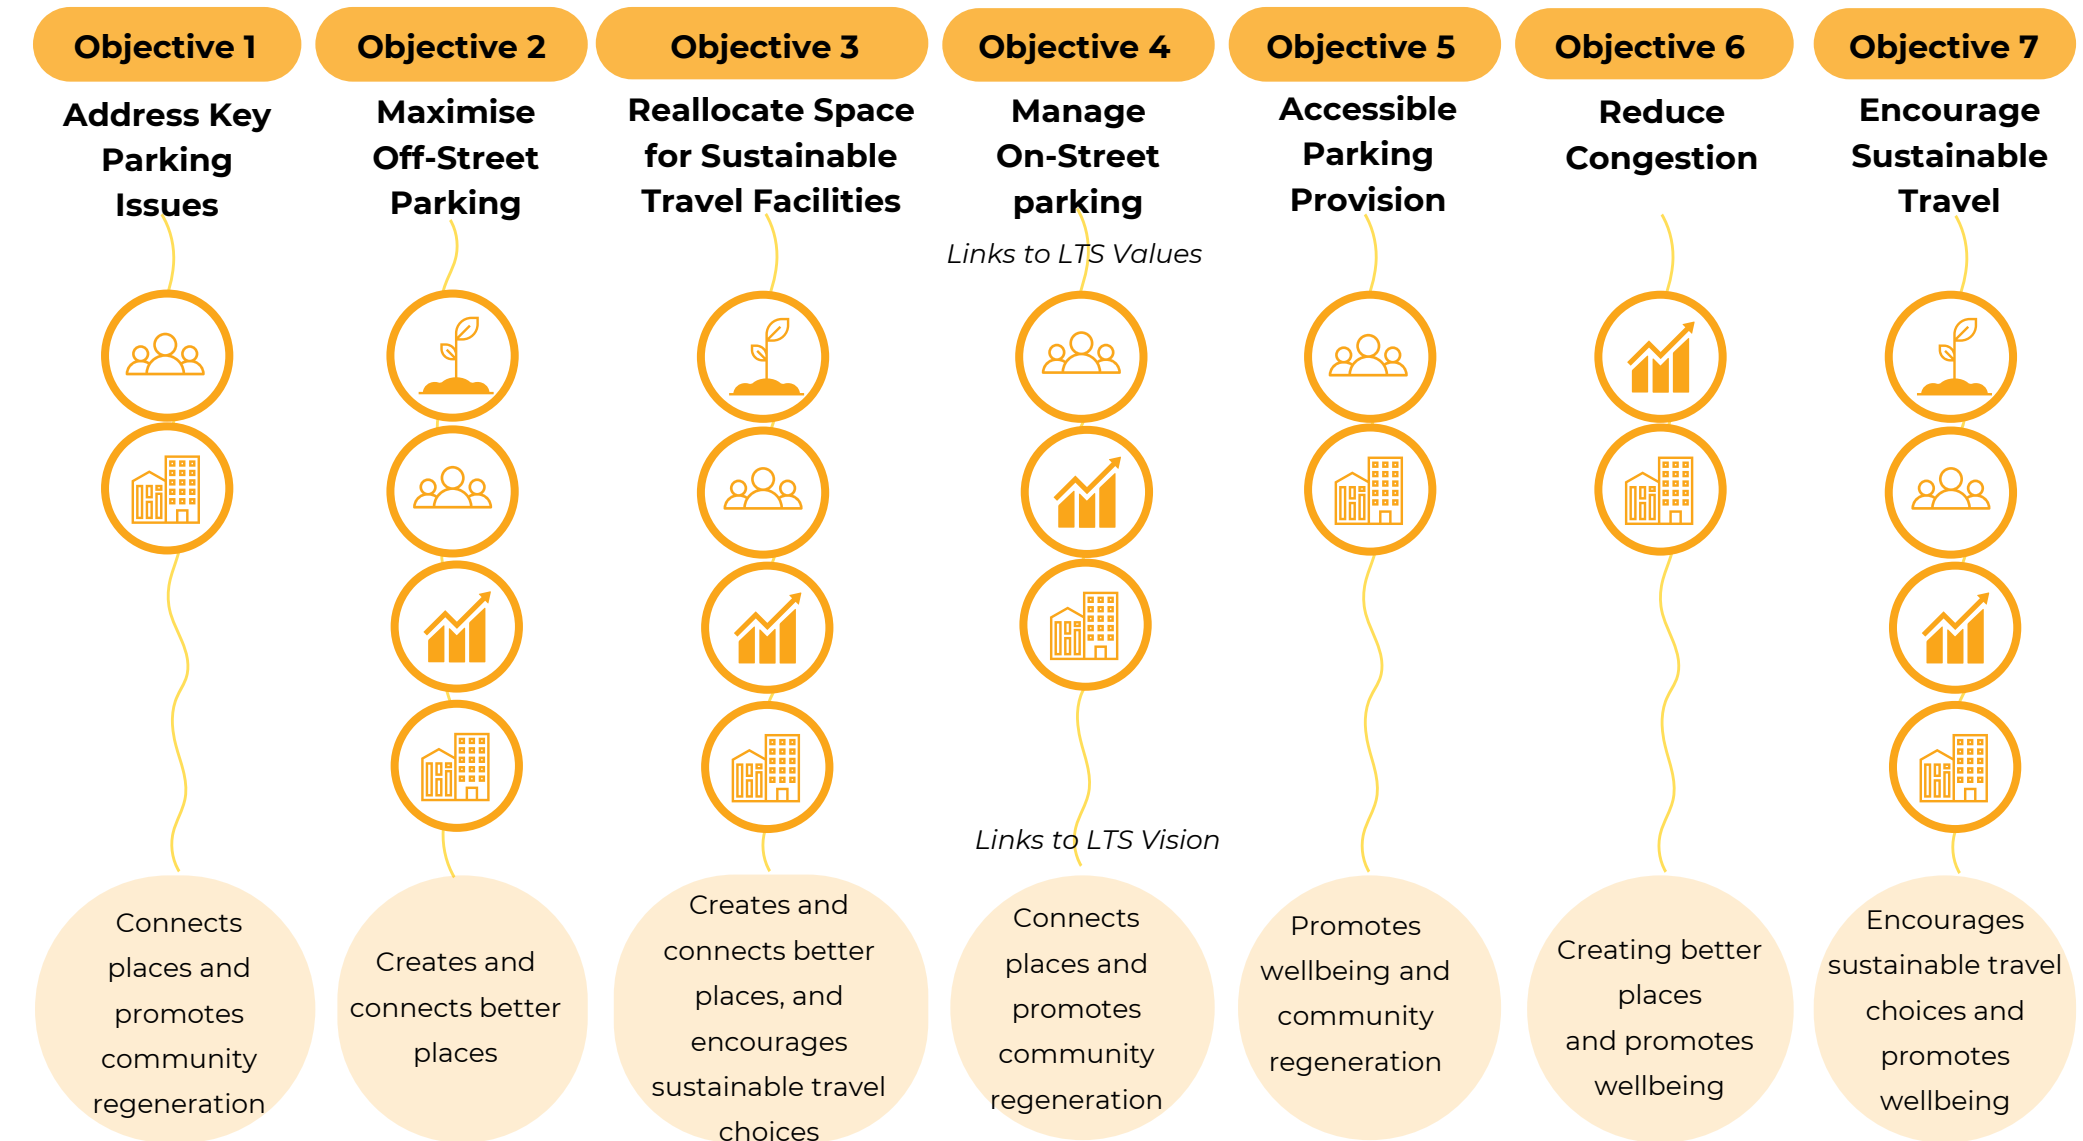 Objective 1
Address Key
Parking
Issues
Connects
places and
promotes
community
regeneration
Objective 2
Maximise
Off-Street
Parking
Creates and
connects better
places
Objective 3
Reallocate Space
for Sustainable
Travel Facilities
Creates and
connects better
places, and
encourages
sustainable travel
choices
Objective 4
Manage
On-Street
parking
Links to LTS Values
Links to LTS Vision
Connects
places and
promotes
community
regeneration
Objective 5
Accessible
Parking
Provision
Promotes
wellbeing and
community
regeneration
Objective 6
Reduce
Congestion
Creating better
places
and promotes
wellbeing
Objective 7
Encourage
Sustainable
Travel
Encourages
sustainable travel
choices and
promotes
wellbeing